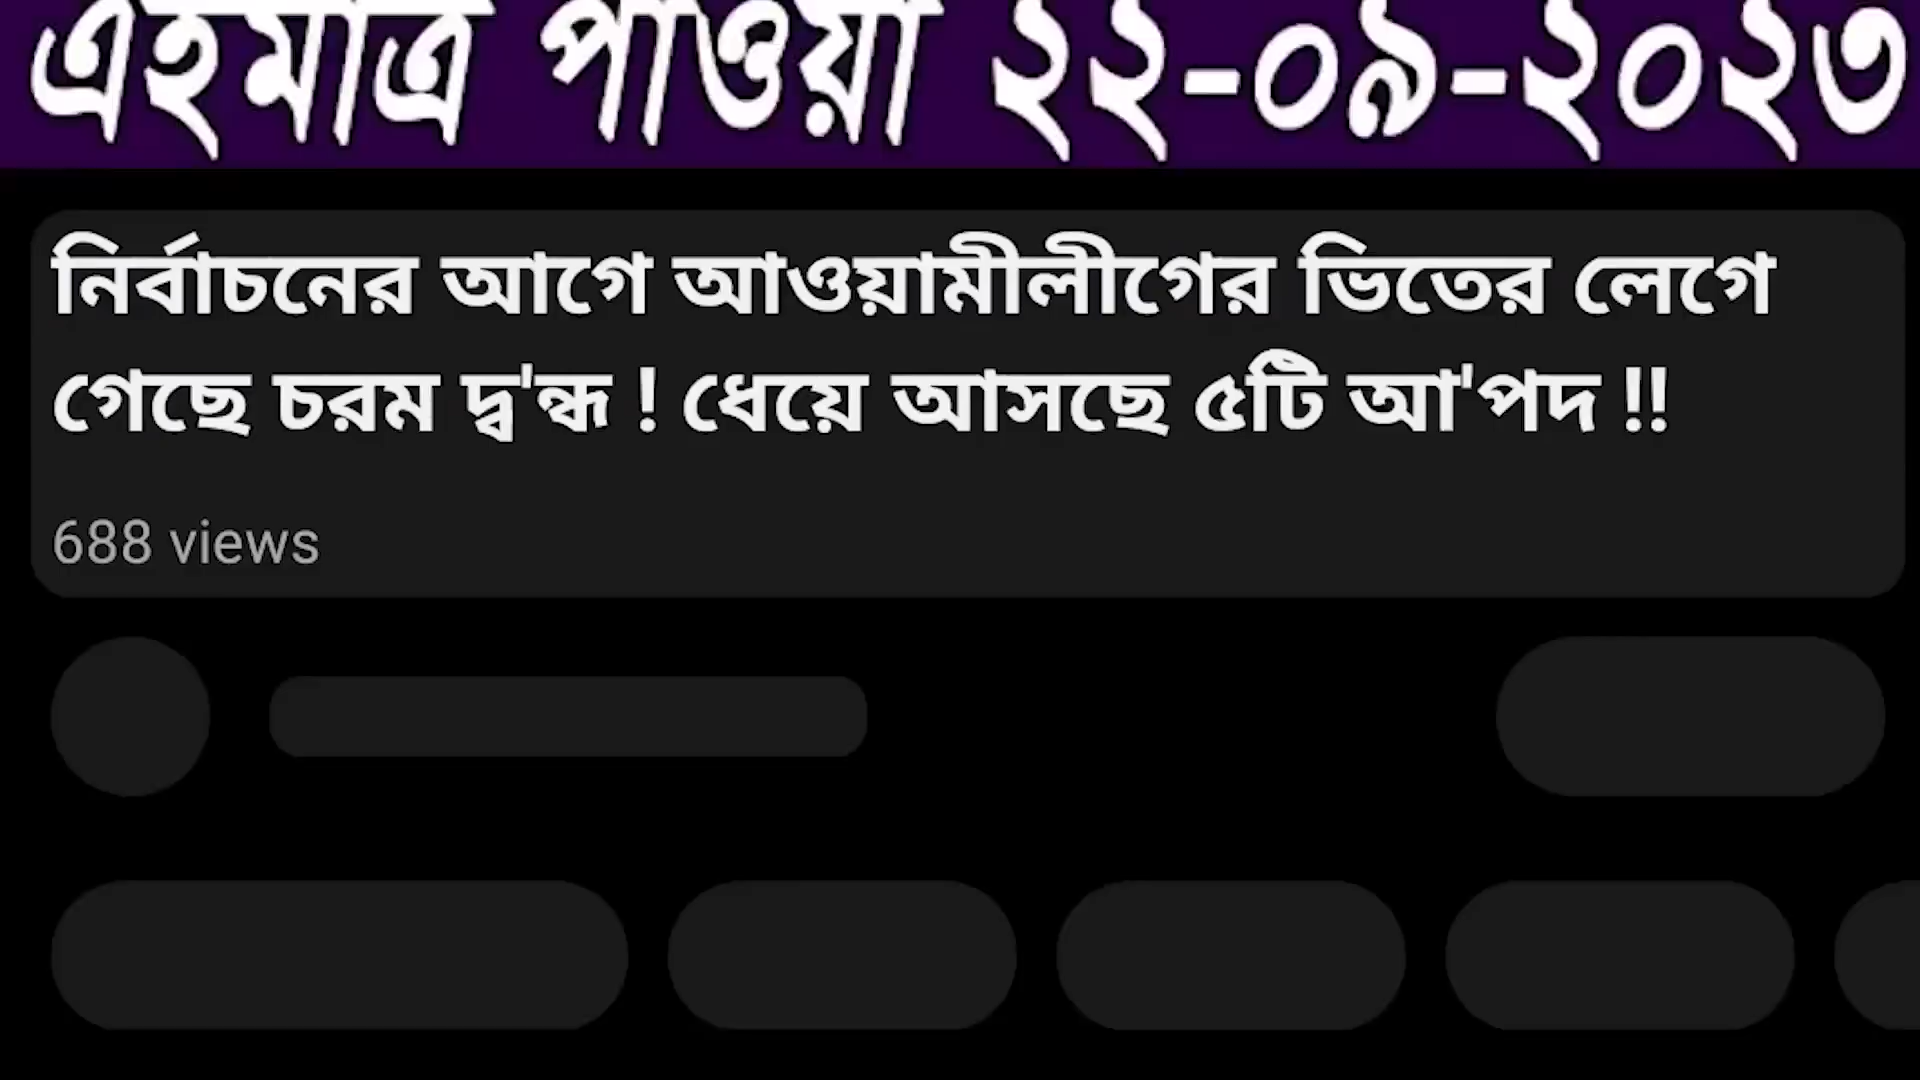 এইমাত্র পাওয়া ২২-০৯-২০২৩
নির্বাচনের আগে আওয়ামীলীগের ভিতের লেগে
গেছে চরম দ্ব'ন্ধ ! ধেয়ে আসছে ৫টি আ'পদ !!
688 views